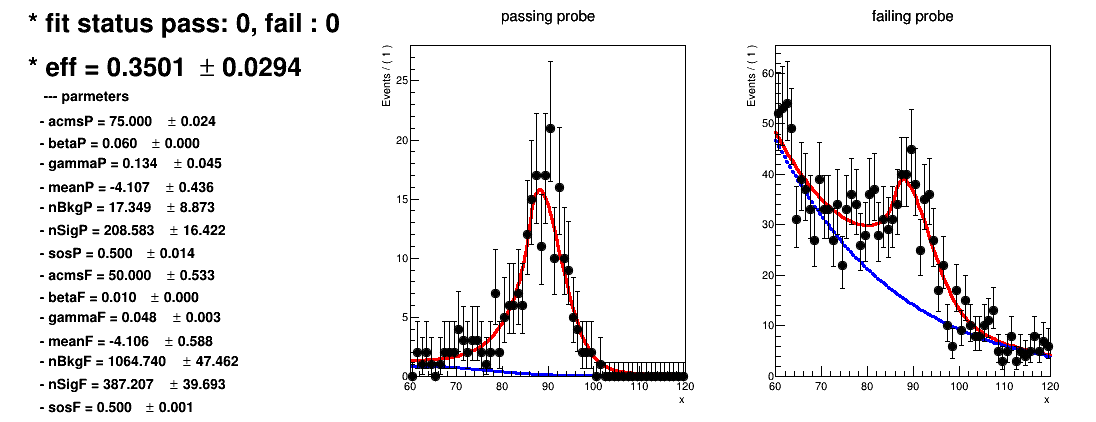 * fit status pass: 0, fail : 0
* eff = 0.3501 ± 0.0294
--- parmeters
- acmsP = 75.000 ± 0.024
- betaP = 0.060 ± 0.000
- gammaP = 0.134 ± 0.045
- meanP = -4.107 ± 0.436
- nBkgP = 17.349 ± 8.873
- nSigP = 208.583 ± 16.422
- sosP = 0.500 ± 0.014
- acmsF = 50.000 ± 0.533
- betaF = 0.010 ± 0.000
- gammaF = 0.048 ± 0.003
- meanF = -4.106 ± 0.588
- nBkgF = 1064.740 ± 47.462
- nSigF = 387.207 ± 39.693
- sosF = 0.500 ± 0.001
passing probe
Events / ( 1 )
25
20
15
10
5
0
60 70 80 90 100 110 120
x
failing probe
Events / ( 1 )
60
50
40
30
20
10
0
60 70 80 90 100 110 120
x